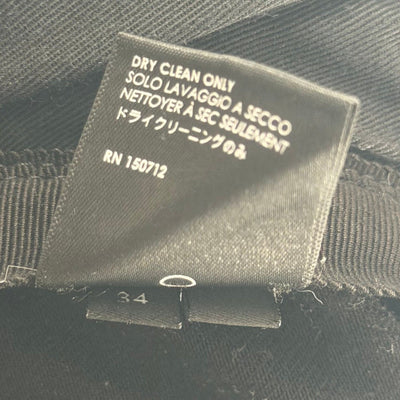 DRY CLEAN ONLY
SOLO LAVAGGIO A SECCO
NETTOYER À SEC SEULEMENT
ドライクリーニングのみ
RN 150712
34